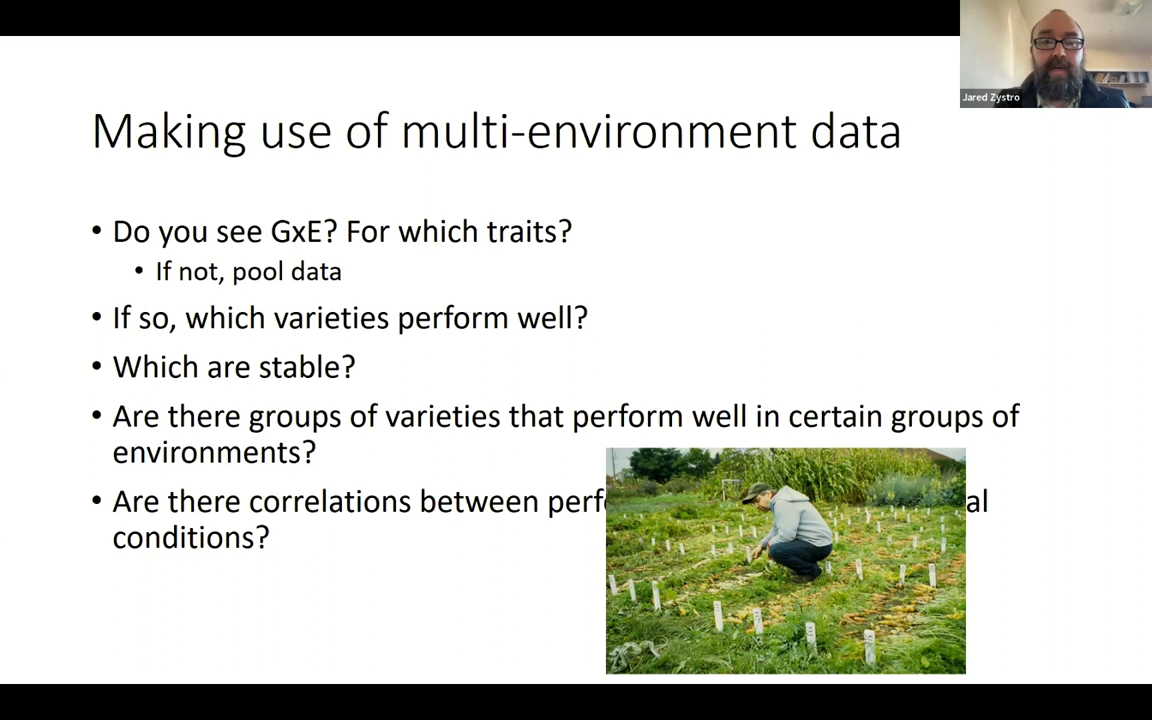 Jared Zystro
Making use of multi-environment data
• Do you see GxE? For which traits?
• If not, pool data
• If so, which varieties perform well?
• Which are stable?
• Are there groups of varieties that perform well in certain groups of
environments?
• Are there correlations between perf al
conditions?